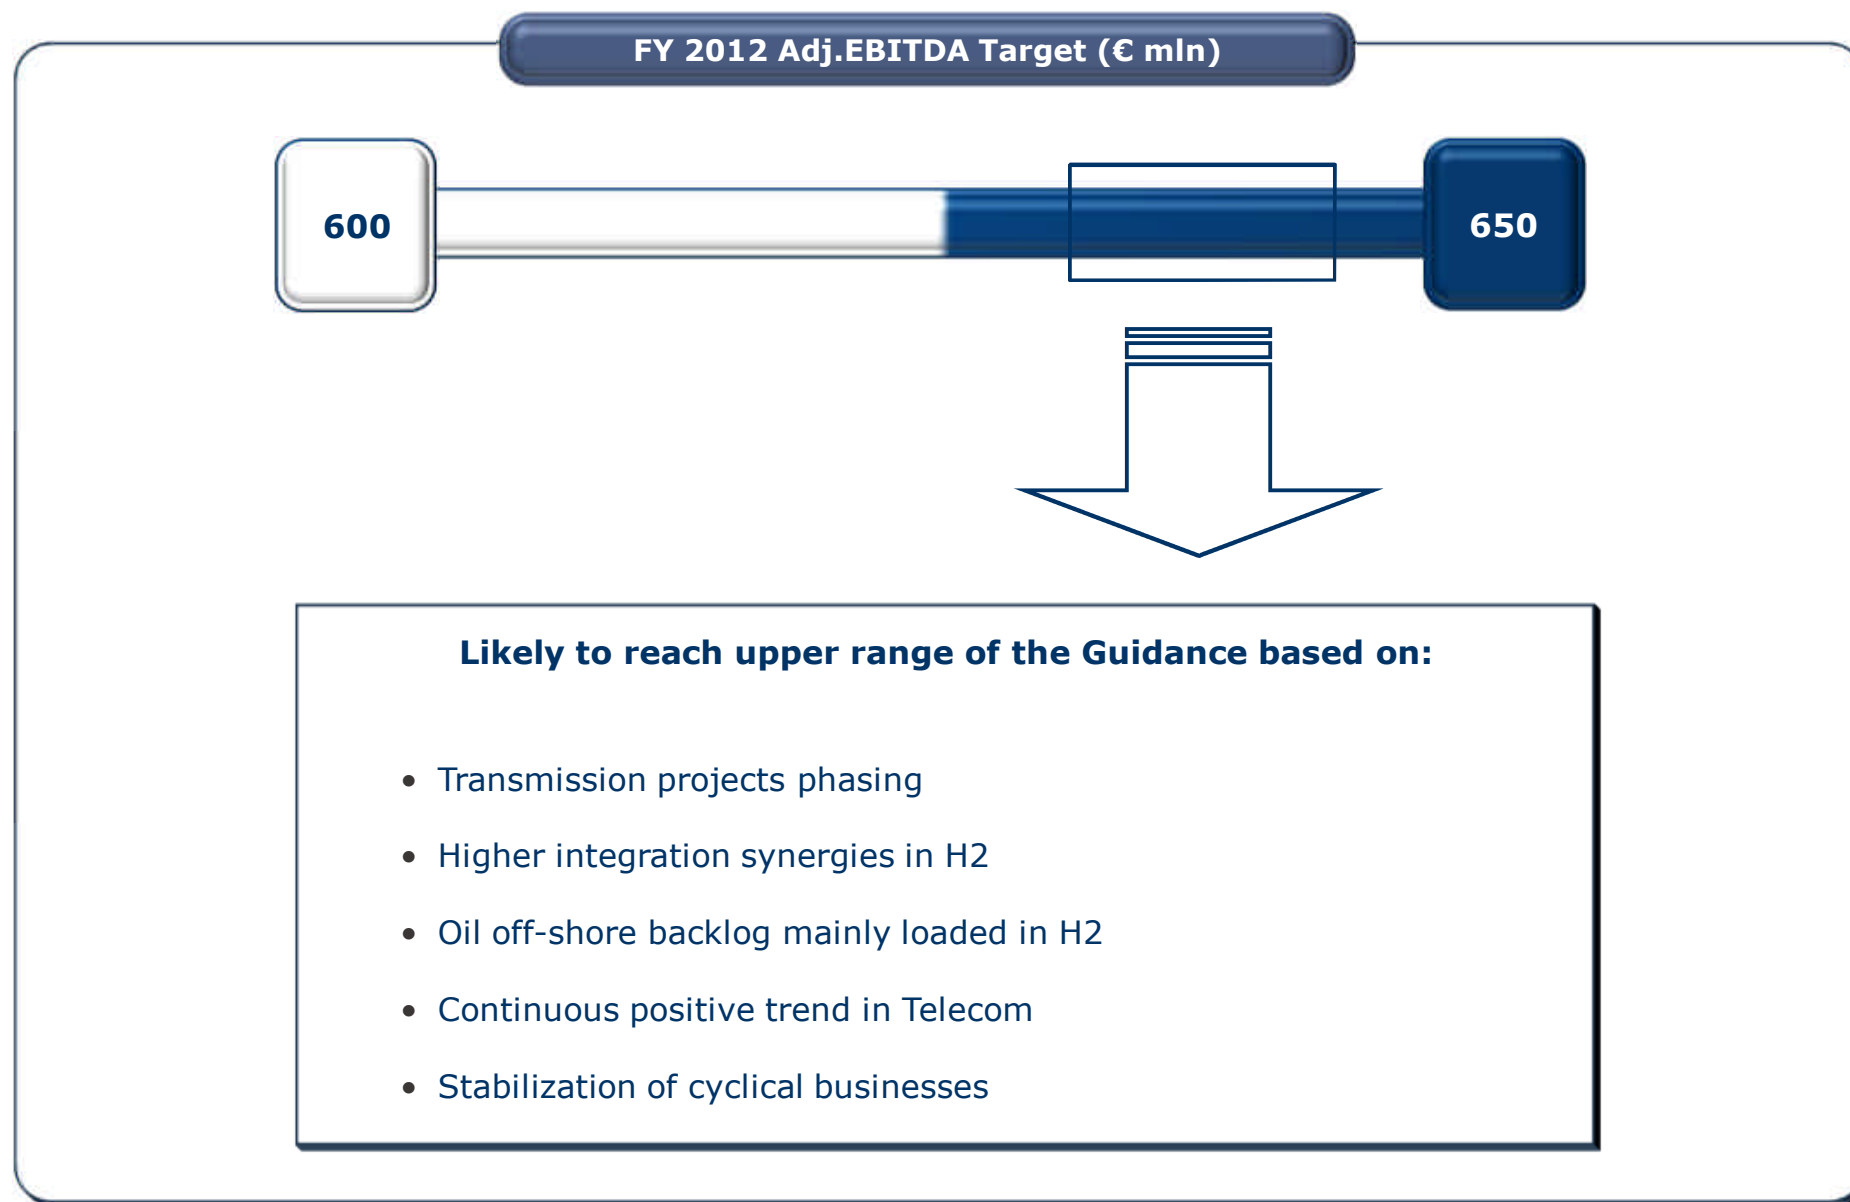 FY 2012 Adj.EBITDA Target (€ mln)
600
650
Likely to reach upper range of the Guidance based on:
• Transmission projects phasing
• Higher integration synergies in H2
• Oil off-shore backlog mainly loaded in H2
• Continuous positive trend in Telecom
• Stabilization of cyclical businesses